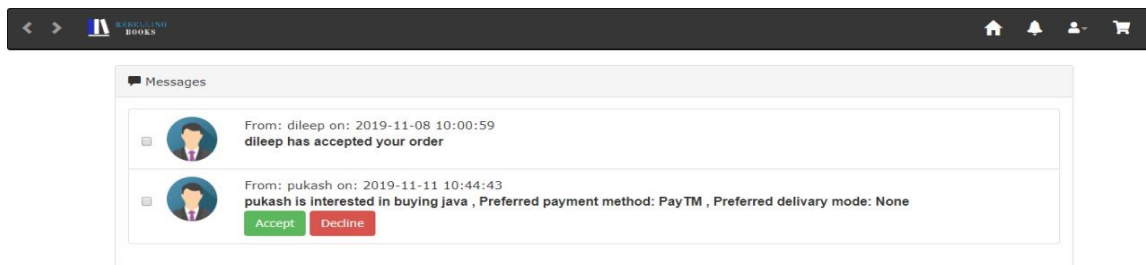 REBELLING
BOOKS
Messages
From: dileep on: 2019-11-08 10:00:59
dileep has accepted your order
From: pukash on: 2019-11-11 10:44:43
pukash is interested in buying java , Preferred payment method: PayTM , Preferred delivary mode: None
Accept Decline